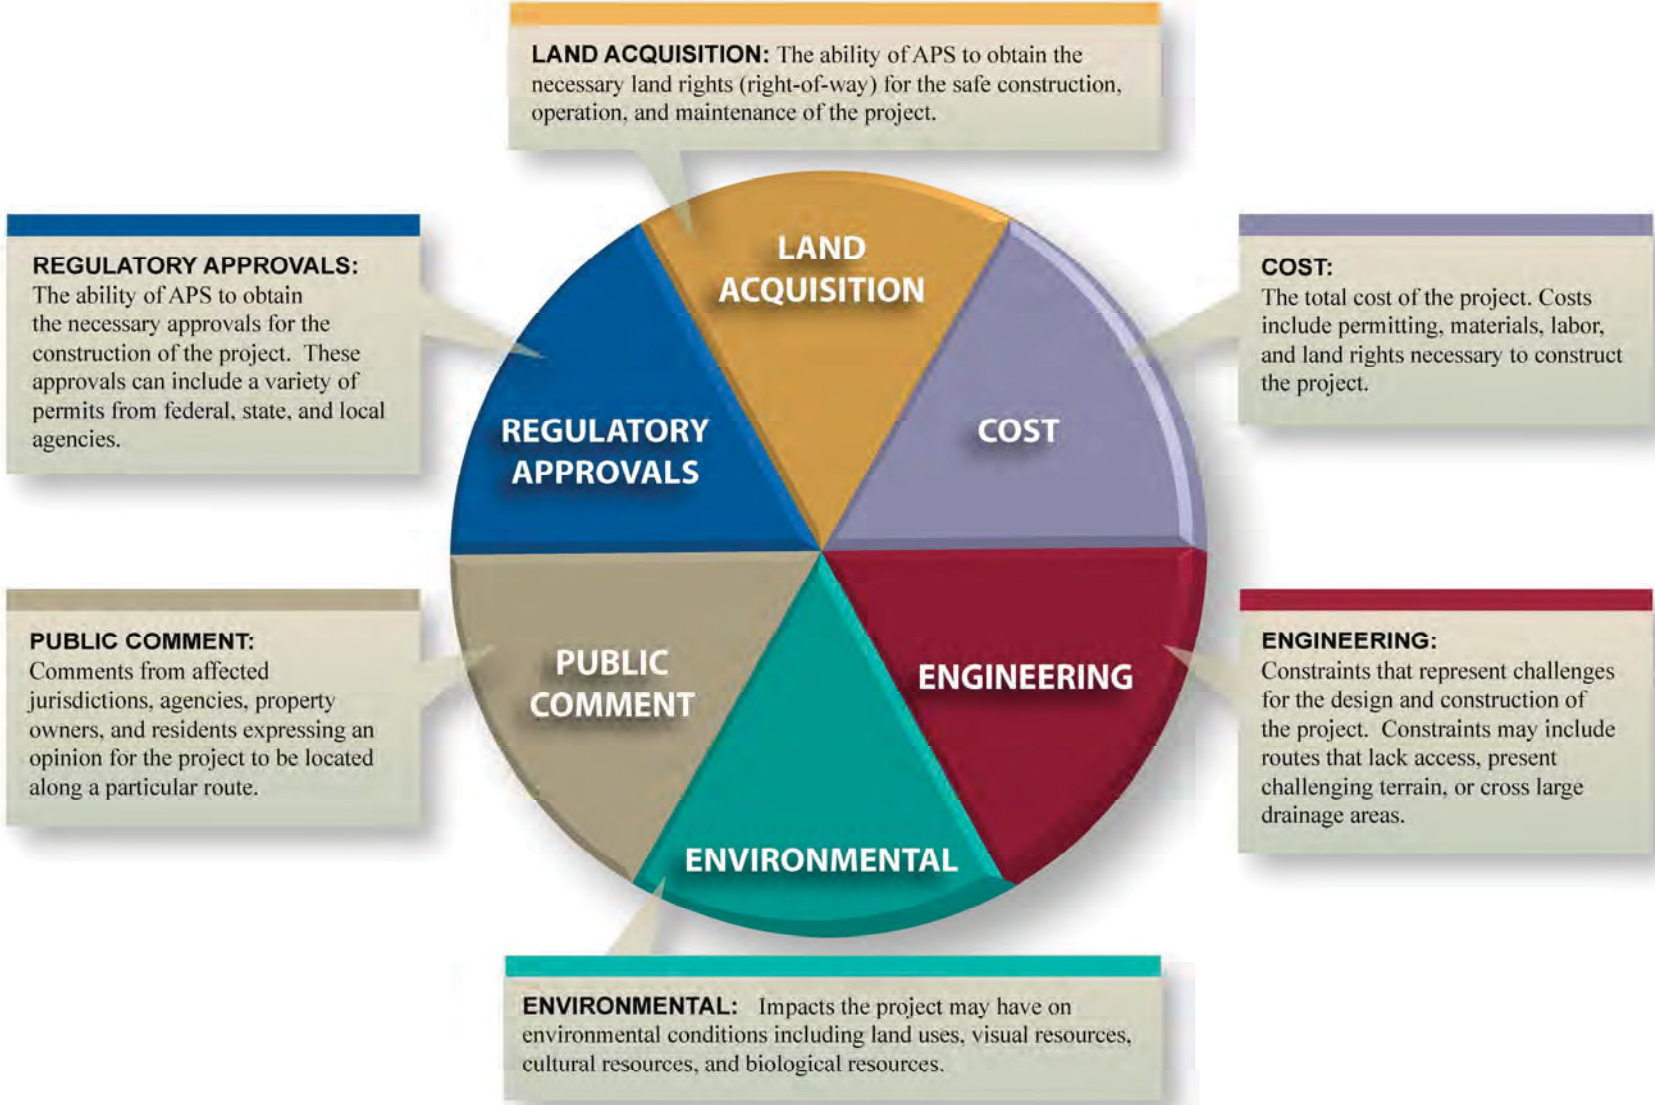 LAND ACQUISITION: The ability of APS to obtain the
necessary land rights (right-of-way) for the safe construction,
operation, and maintenance of the project.
REGULATORY APPROVALS:
The ability of APS to obtain
the necessary approvals for the
construction of the project. These
approvals can include a variety of
permits from federal, state, and local
agencies.
COST:
The total cost of the project. Costs
include permitting, materials, labor,
and land rights necessary to construct
the project.
LAND
ACQUISITION
REGULATORY
APPROVALS
COST
PUBLIC
COMMENT
ENGINEERING
ENVIRONMENTAL
PUBLIC COMMENT:
Comments from affected
jurisdictions, agencies, property
owners, and residents expressing an
opinion for the project to be located
along a particular route.
ENGINEERING:
Constraints that represent challenges
for the design and construction of
the project. Constraints may include
routes that lack access, present
challenging terrain, or cross large
drainage areas.
ENVIRONMENTAL: Impacts the project may have on
environmental conditions including land uses, visual resources,
cultural resources, and biological resources.